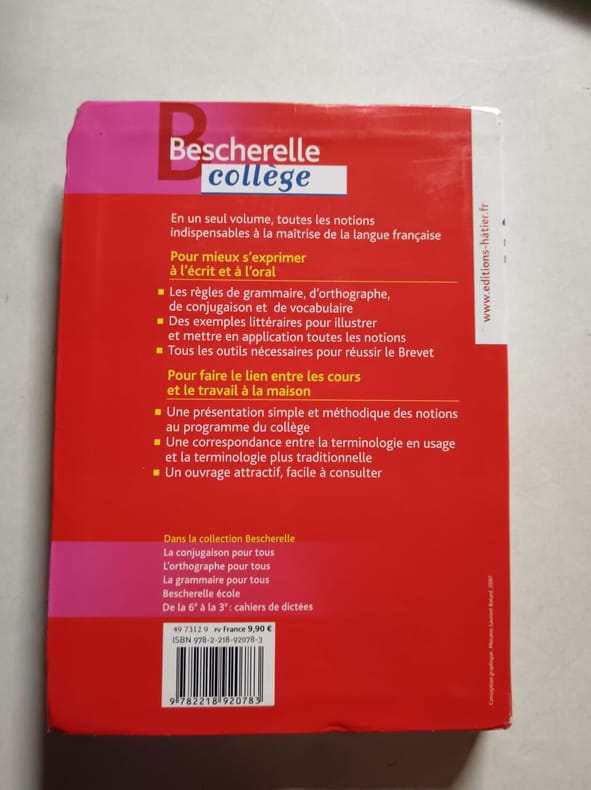 B
Bescherelle
collège
En un seul volume, toutes les notions
indispensables à la maîtrise de la langue française
Pour mieux s'exprimer
à l'écrit et à l'oral
Les règles de grammaire, d'orthographe,
de conjugaison et de vocabulaire
Des exemples littéraires pour illustrer
et mettre en application toutes les notions
Tous les outils nécessaires pour réussir le Brevet
Pour faire le lien entre les cours
et le travail à la maison
Une présentation simple et méthodique des notions
au programme du collège
Une correspondance entre la terminologie en usage
et la terminologie plus traditionnelle
Un ouvrage attractif, facile à consulter
Dans la collection Bescherelle
La conjugaison pour tous
L'orthographe pour tous
La grammaire pour tous
Bescherelle école
De la 6e à la 3e : cahiers de dictées
49 7312 9 PV France 9,90 €
ISBN 978-2-218-92078-3
9 782218 920783
www.editions-hatier.fr
Conception graphique : Mecano, Laurent Batard, 2007